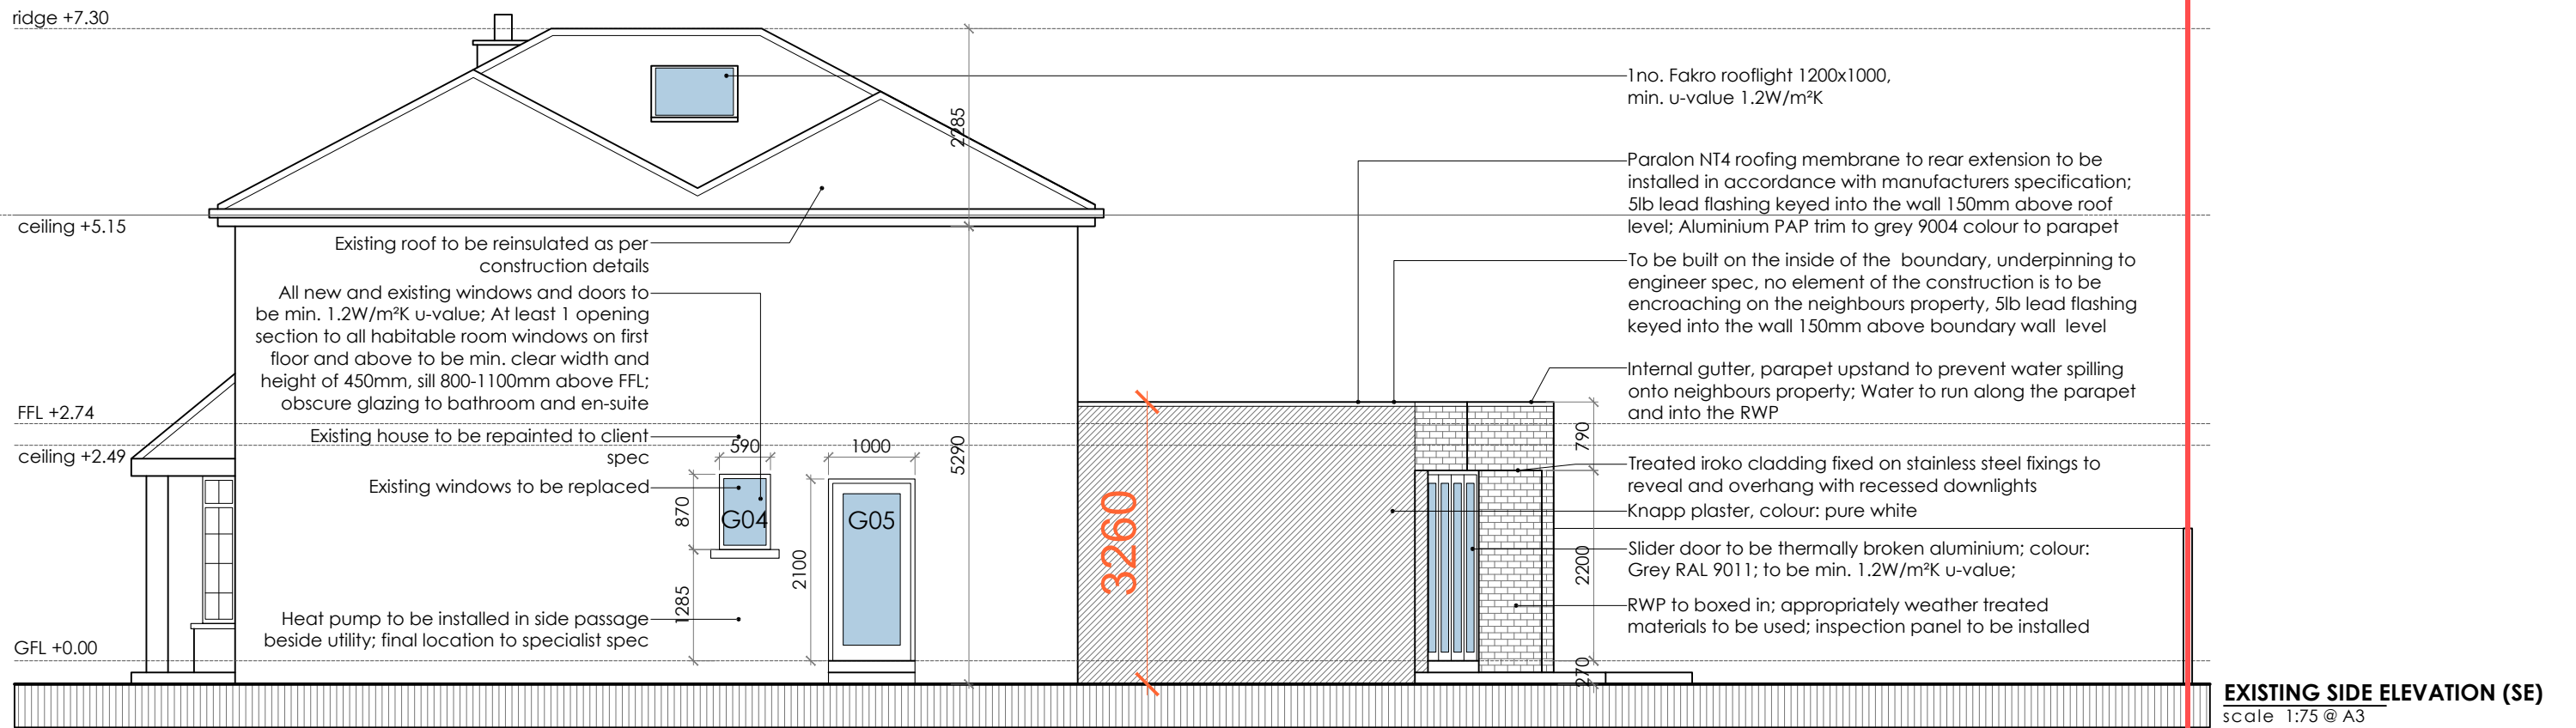 ridge +7.30
ceiling +5.15
FFL +2.74
ceiling +2.49
GFL +0.00
Existing roof to be reinsulated as per
construction details
All new and existing windows and doors to
be min. 1.2W/m²K u-value; At least 1 opening
section to all habitable room windows on first
floor and above to be min. clear width and
height of 450mm, sill 800-1100mm above FFL;
obscure glazing to bathroom and en-suite
Existing house to be repainted to client
spec
Existing windows to be replaced
Heat pump to be installed in side passage
beside utility; final location to specialist spec
590
870
G04
1285
1000
G05
2100
2285
5290
3260
790
2200
270
1no. Fakro rooflight 1200x1000,
min. u-value 1.2W/m²K
Paralon NT4 roofing membrane to rear extension to be
installed in accordance with manufacturers specification;
5lb lead flashing keyed into the wall 150mm above roof
level; Aluminium PAP trim to grey 9004 colour to parapet
To be built on the inside of the boundary, underpinning to
engineer spec, no element of the construction is to be
encroaching on the neighbours property, 5lb lead flashing
keyed into the wall 150mm above boundary wall level
Internal gutter, parapet upstand to prevent water spilling
onto neighbours property; Water to run along the parapet
and into the RWP
Treated iroko cladding fixed on stainless steel fixings to
reveal and overhang with recessed downlights
Knapp plaster, colour: pure white
Slider door to be thermally broken aluminium; colour:
Grey RAL 9011; to be min. 1.2W/m²K u-value;
RWP to boxed in; appropriately weather treated
materials to be used; inspection panel to be installed
EXISTING SIDE ELEVATION (SE)
scale 1:75 @ A3